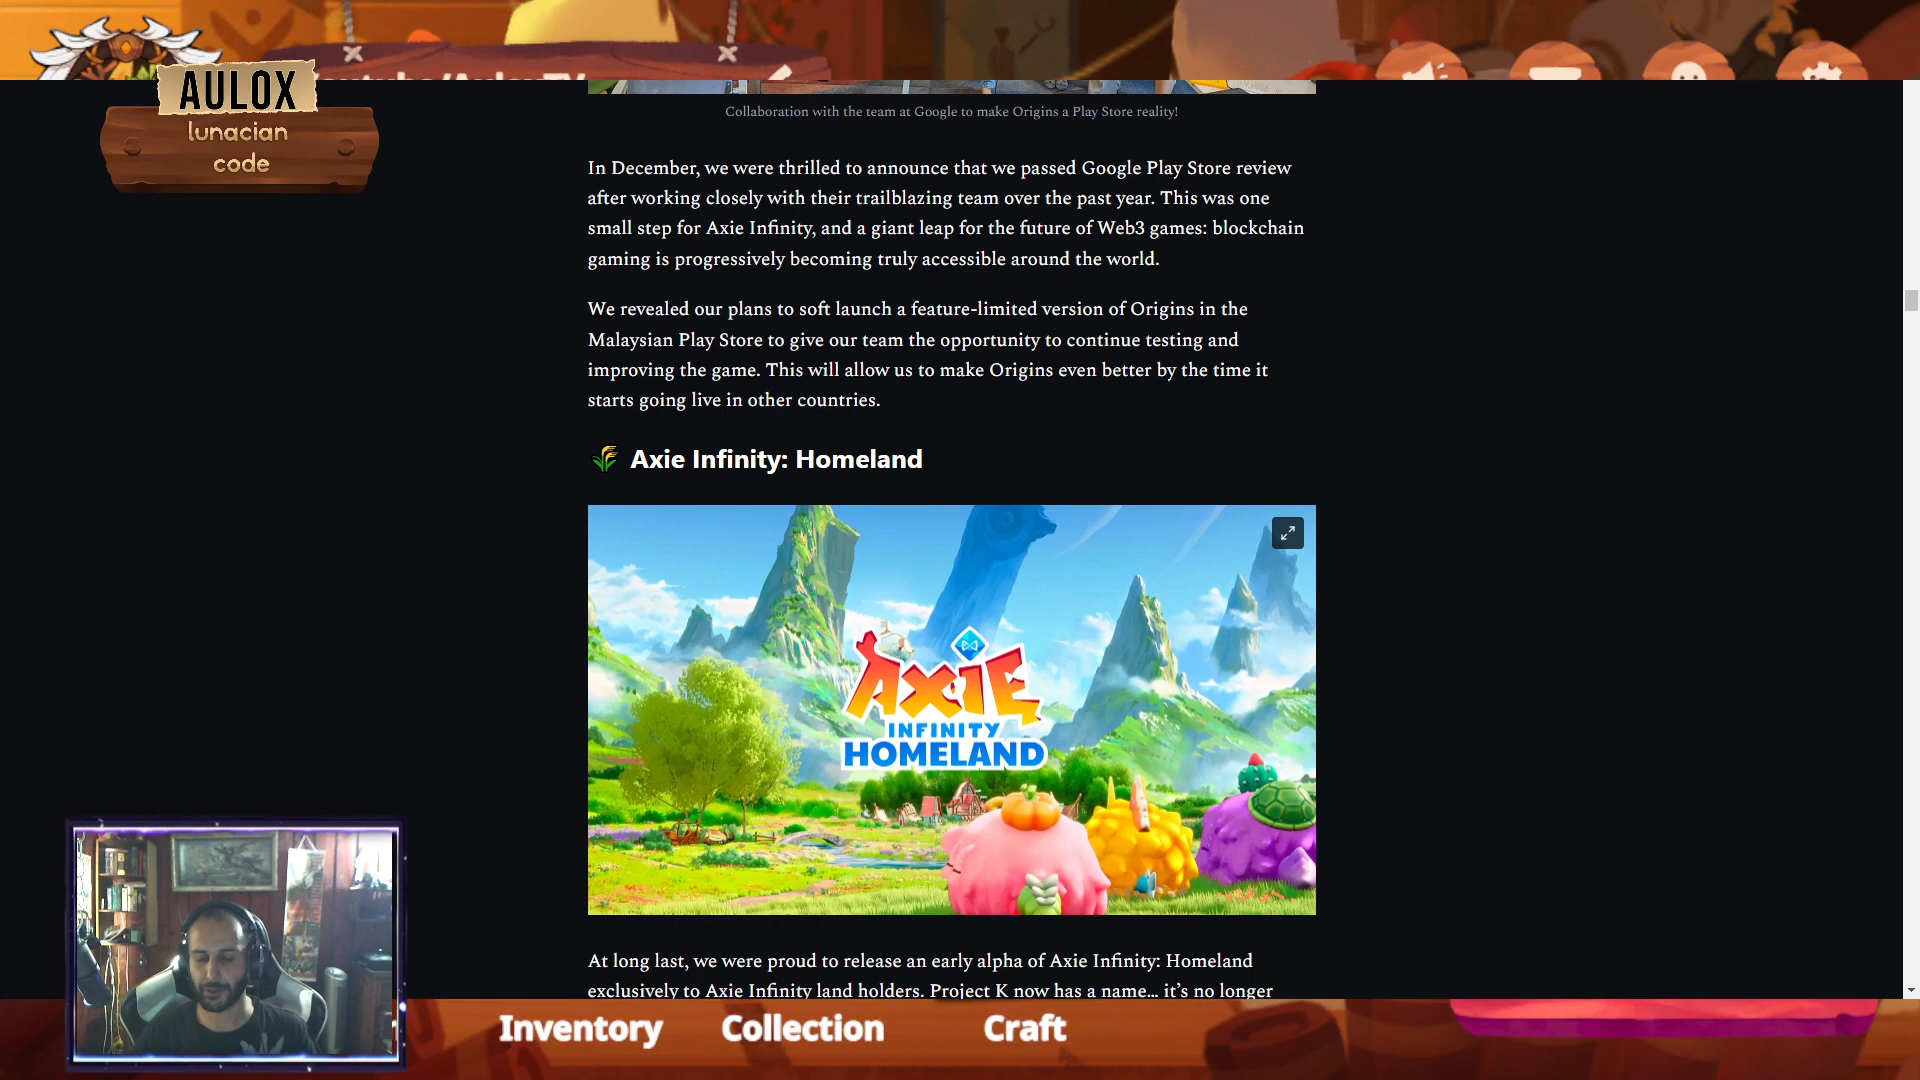 AULOX
lunacian
code
Collaboration with the team at Google to make Origins a Play Store reality!
In December, we were thrilled to announce that we passed Google Play Store review
after working closely with their trailblazing team over the past year. This was one
small step for Axie Infinity, and a giant leap for the future of Web3 games: blockchain
gaming is progressively becoming truly accessible around the world.
We revealed our plans to soft launch a feature-limited version of Origins in the
Malaysian Play Store to give our team the opportunity to continue testing and
improving the game. This will allow us to make Origins even better by the time it
starts going live in other countries.
Axie Infinity: Homeland
AXIE
INFINITY
HOMELAND
At long last, we were proud to release an early alpha of Axie Infinity: Homeland
exclusively to Axie Infinity land holders. Project K now has a name... it’s no longer
Inventory Collection Craft